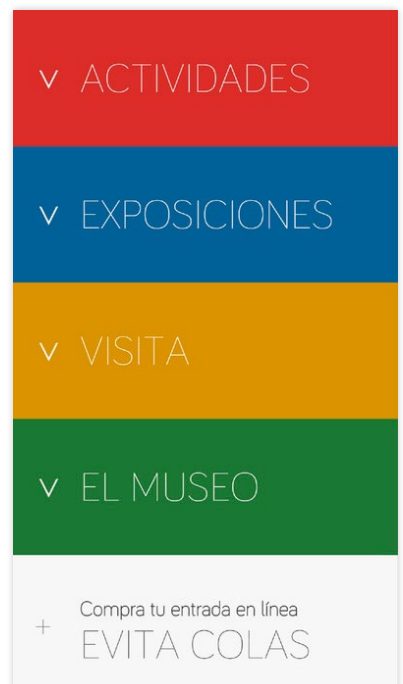 ACTIVIDADES
EXPOSICIONES
VISITA
EL MUSEO
Compra tu entrada en línea
EVITA COLAS